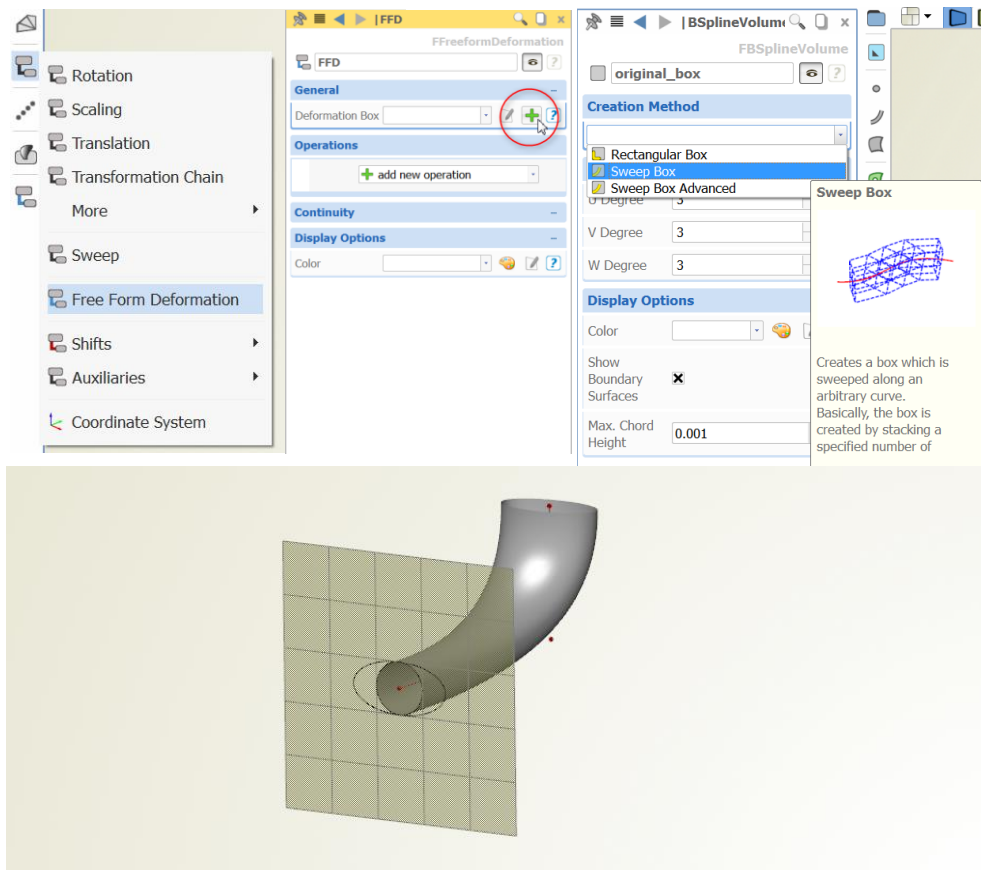 Rotation
Scaling
Translation
Transformation Chain
More
Sweep
Free Form Deformation
Shifts
Auxiliaries
Coordinate System
|FFD
FFreeformDeformation
FFD
?
General
Deformation Box
?
Operations
add new operation
Continuity
Display Options
Color
?
|BSplineVolum
FBSplineVolume
original_box
?
Creation Method
Rectangular Box
Sweep Box
Sweep Box Advanced
U Degree 3
V Degree 3
W Degree 3
Display Options
Color
Show
Boundary
Surfaces
Max. Chord
Height
0.001
Sweep Box
Creates a box which is
sweeped along an
arbitrary curve.
Basically, the box is
created by stacking a
specified number of